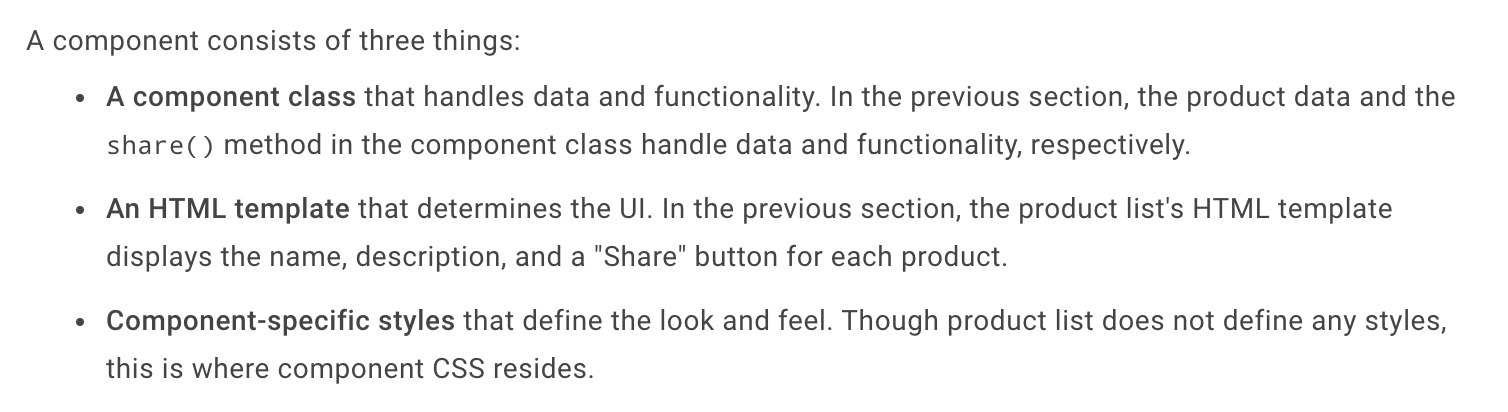 A component consists of three things:
• A component class that handles data and functionality. In the previous section, the product data and the
share() method in the component class handle data and functionality, respectively.
• An HTML template that determines the UI. In the previous section, the product list's HTML template
displays the name, description, and a "Share" button for each product.
• Component-specific styles that define the look and feel. Though product list does not define any styles,
this is where component CSS resides.